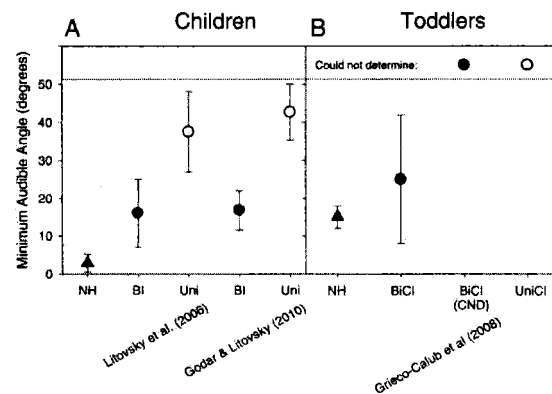 A Children B Toddlers
Could not determine:
Minimum Audible Angle (degrees)
50
40
30
20
10
0
NH BI Uni BI Uni NH BiCI BiCI UniCI
(CND)
Litovsky et al. (2006)
Godar & Litovsky (2010)
Grieco-Calub et al (2008)